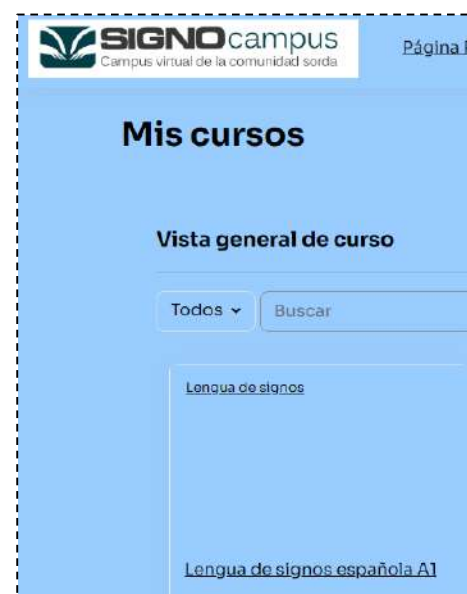 SIGNOcampus
Campus virtual de la comunidad sorda
Página
Mis cursos
Vista general de curso
Todos
Buscar
Lengua de signos
Lengua de signos española A1